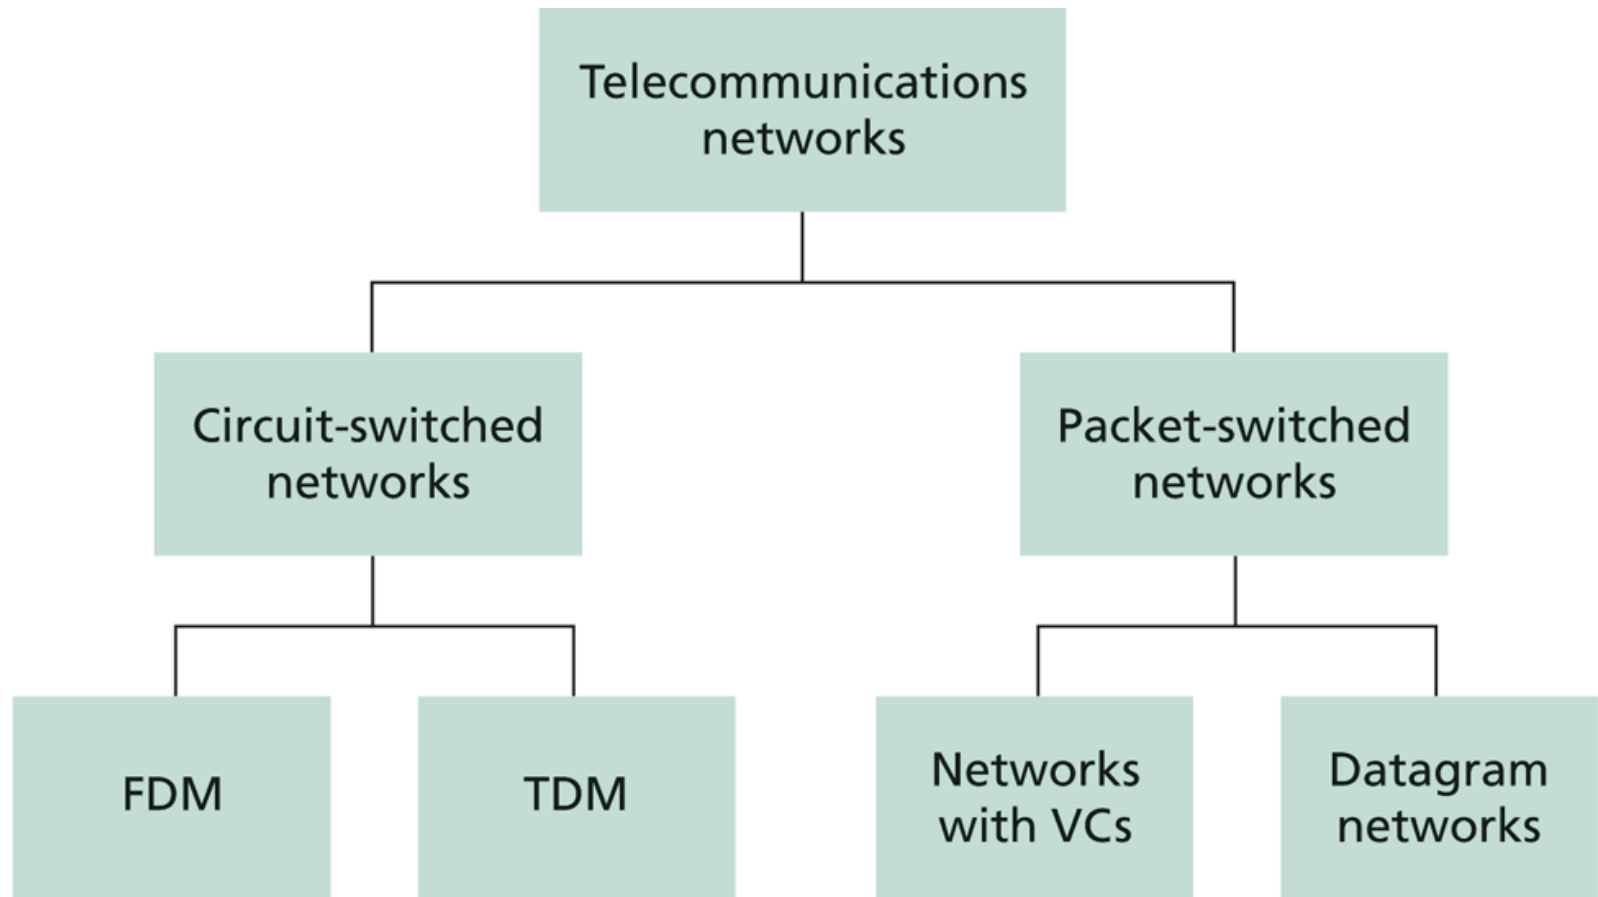 Telecommunications
networks
Circuit-switched
networks
Packet-switched
networks
FDM
TDM
Networks
with VCs
Datagram
networks